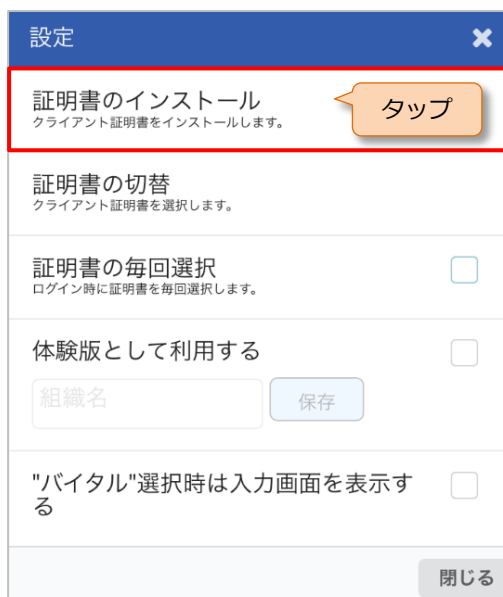 設定
証明書のインストール
タップ
クライアント証明書をインストールします。
証明書の切替
クライアント証明書を選択します。
証明書の毎回選択
ログイン時に証明書を毎回選択します。
体験版として利用する
組織名
保存
"バイタル"選択時は入力画面を表示す
る
閉じる